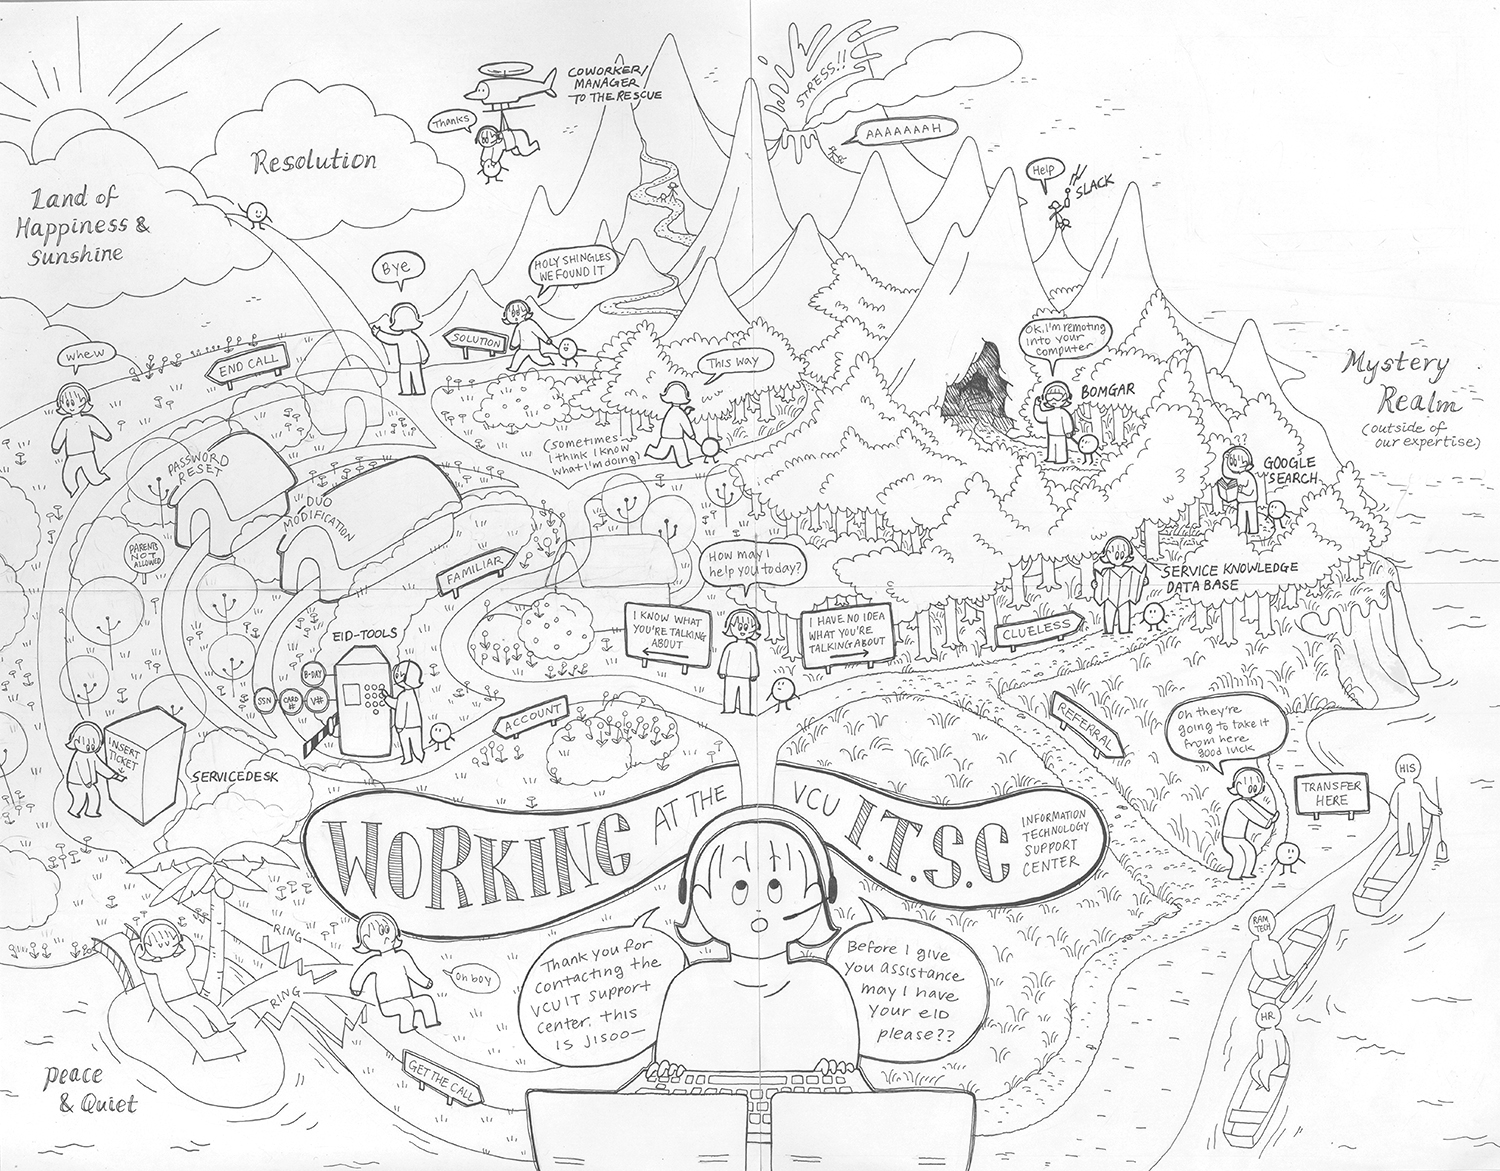 COWORKER/
MANAGER
TO THE RESCUE
Thanks
STRESS!!
AAAAAAAH
Resolution
Land of
Happiness &
Sunshine
Help
SLACK
Bye
HOLY SHINGLES
WE FOUND IT
SOLUTION
whew
END CALL
This way
OK, I'm remoting
into your
computer
BOMGAR
Mystery
Realm
(outside of
our expertise)
(sometimes
I think I know
what I'm doing)
PASSWORD
RESET
DUO
MODIFICATION
??
GOOGLE
SEARCH
PARENTS
NOT
ALLOWED
FAMILIAR
How may I
help you today?
SERVICE KNOWLEDGE
DATA BASE
I KNOW WHAT
YOU'RE TALKING
ABOUT
I HAVE NO IDEA
WHAT YOU'RE
TALKING ABOUT
CLUELESS
EID-TOOLS
B-DAY
SSN
CARD
#
V#
ACCOUNT
REFERRAL
Oh they're
going to take it
from here
good luck
INSERT
TICKET
SERVICEDESK
TRANSFER
HERE
HIS
WORKING AT THE VCU I.T.S.C
INFORMATION
TECHNOLOGY
SUPPORT
CENTER
RAM
TECH
HR
RING
RING
Oh boy
Thank you for
contacting the
VCU IT Support
Center, this
is Jisoo—
Before I give
you assistance
may I have
your eID
please??
GET THE CALL
Peace
& Quiet